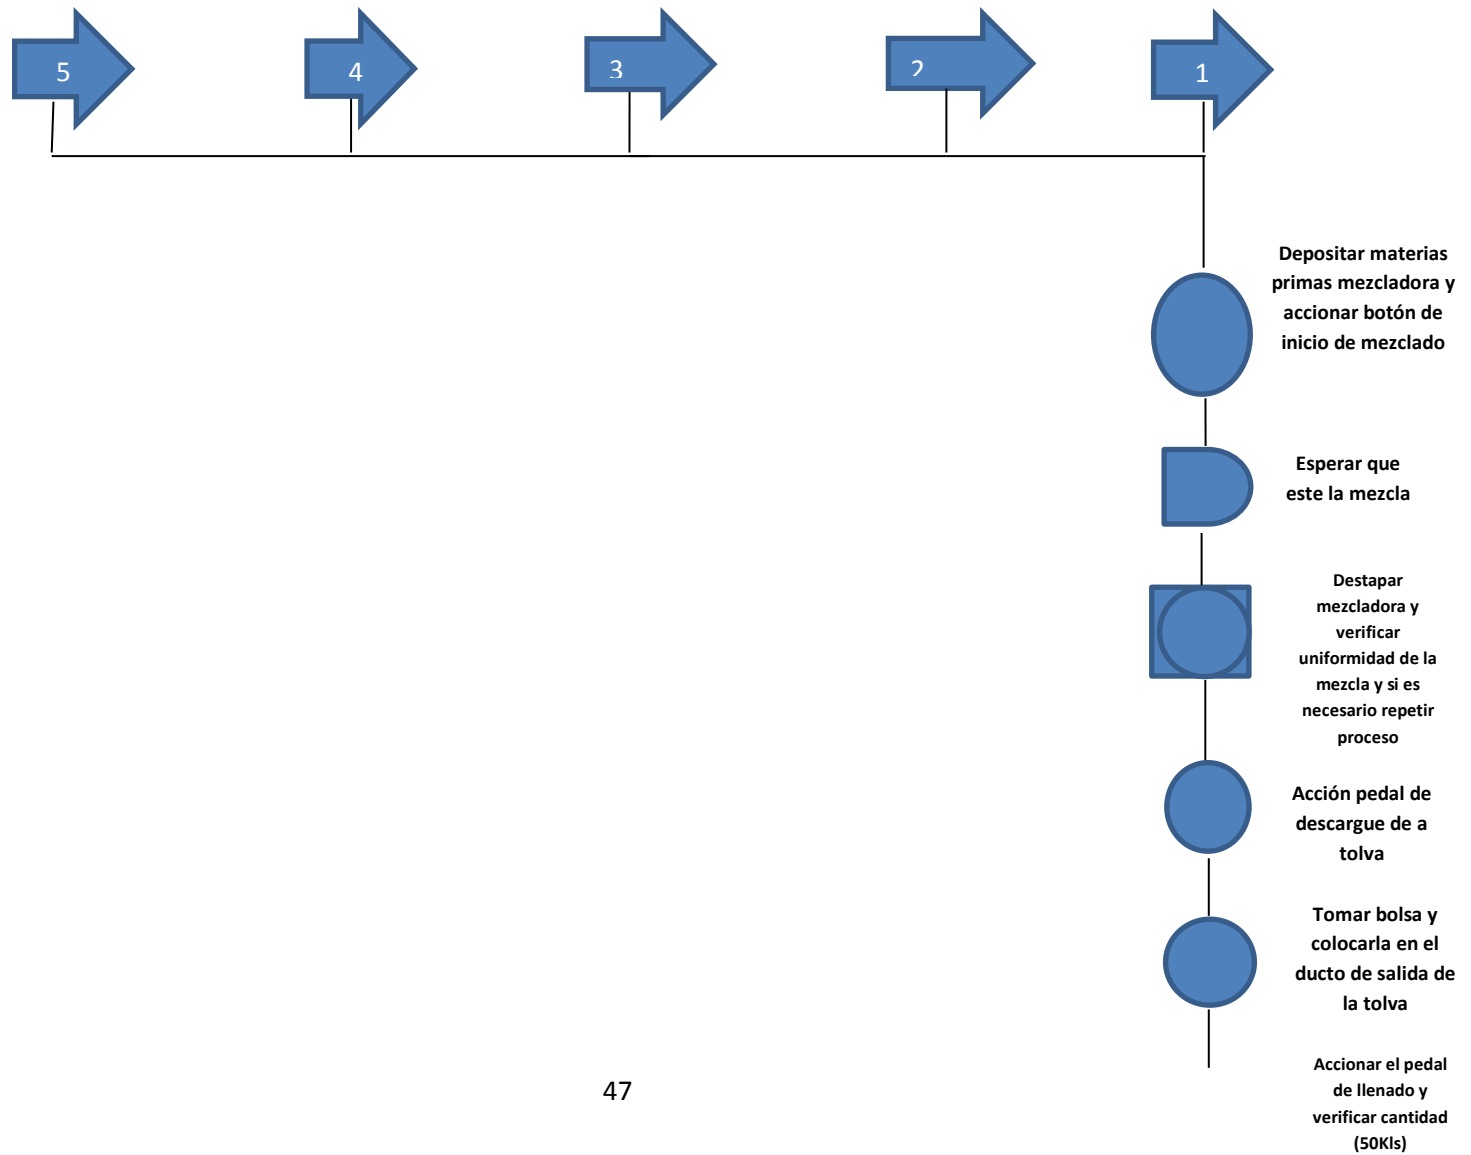 5
4
3
2
1
Depositar materias
primas mezcladora y
accionar botón de
inicio de mezclado
Esperar que
este la mezcla
Destapar
mezcladora y
verificar
uniformidad de la
mezcla y si es
necesario repetir
proceso
Acción pedal de
descargue de a
tolva
Tomar bolsa y
colocarla en el
ducto de salida de
la tolva
Accionar el pedal
de llenado y
verificar cantidad
(50Kls)
47